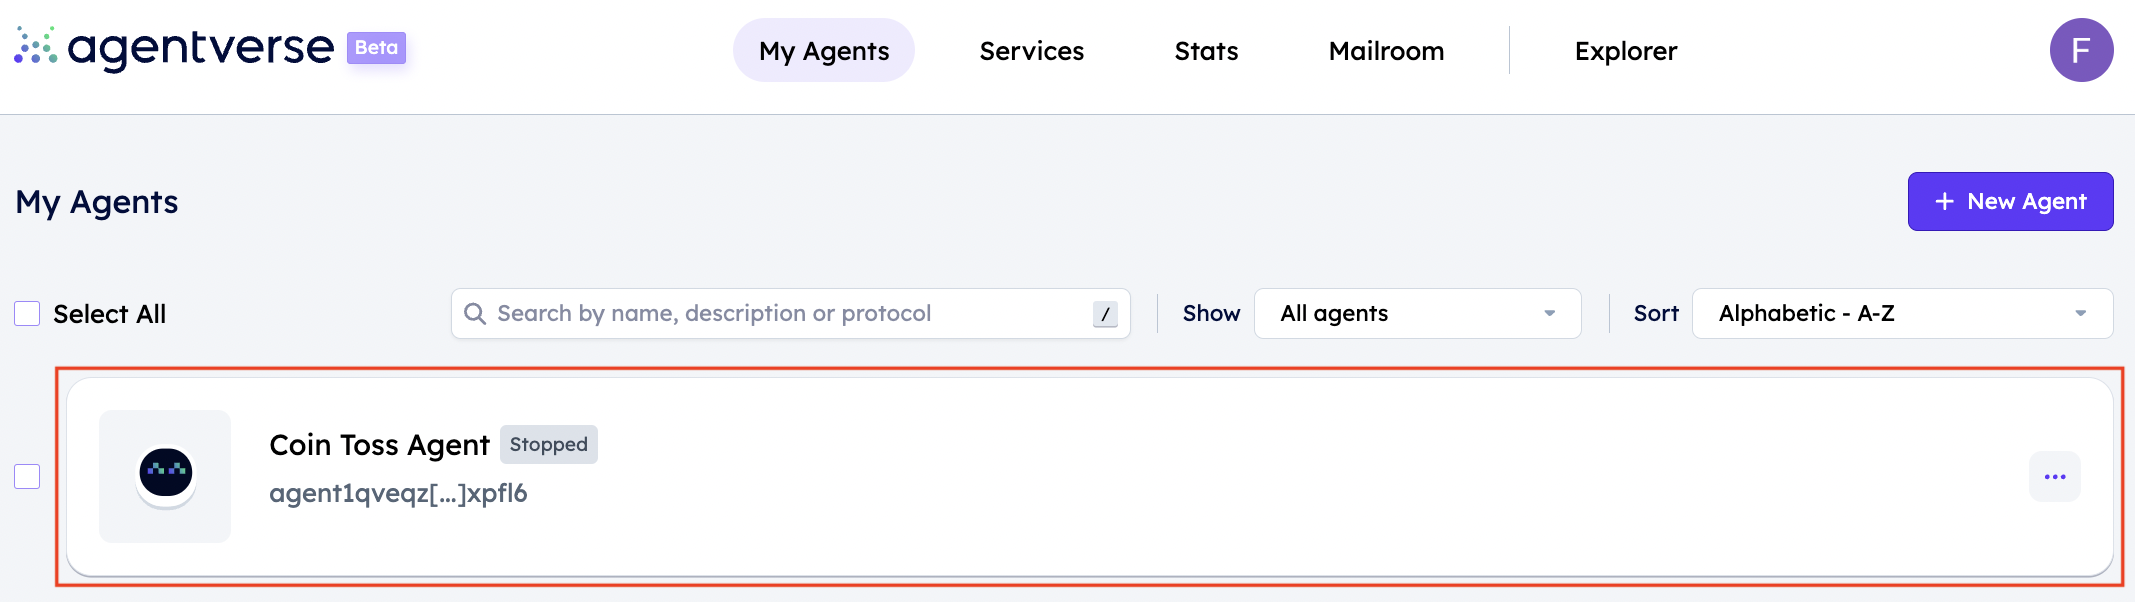 agentverse Beta
My Agents Services Stats Mailroom Explorer F
My Agents
+ New Agent
Select All Search by name, description or protocol / Show All agents Sort Alphabetic - A-Z
Coin Toss Agent Stopped
agent1qveqz[...]xpfl6